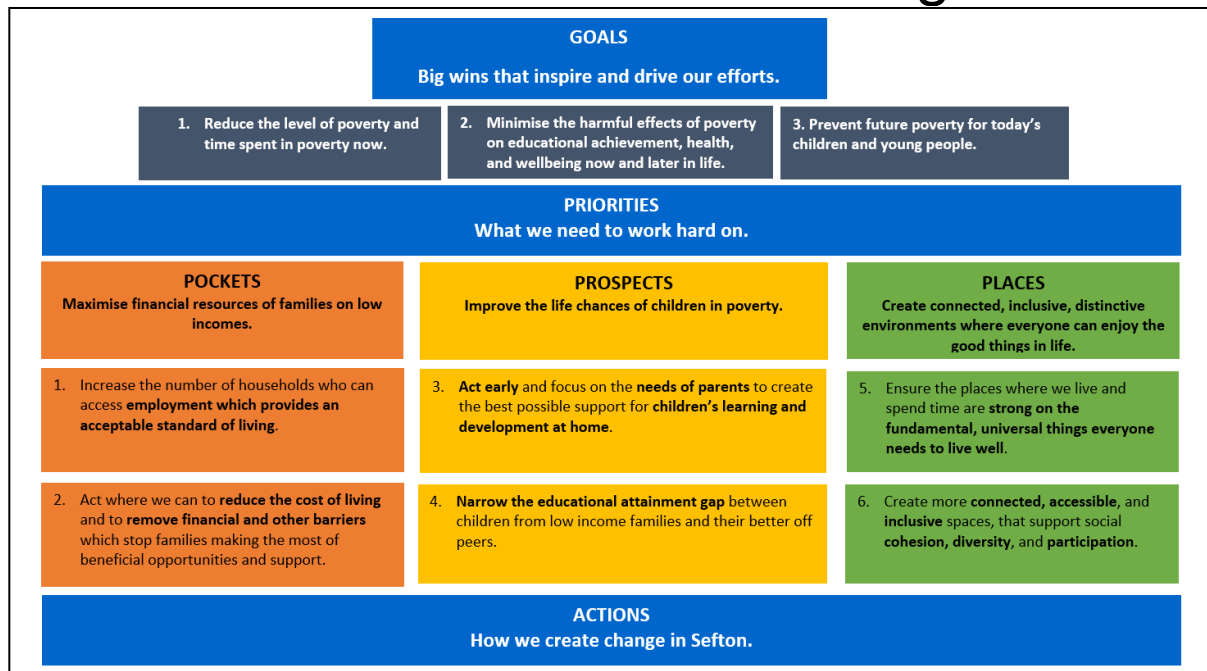 GOALS
Big wins that inspire and drive our efforts.
1. Reduce the level of poverty and
time spent in poverty now.
2. Minimise the harmful effects of poverty
on educational achievement, health,
and wellbeing now and later in life.
3. Prevent future poverty for today's
children and young people.
PRIORITIES
What we need to work hard on.
POCKETS
Maximise financial resources of families on low
incomes.
1. Increase the number of households who can
access employment which provides an
acceptable standard of living.
2. Act where we can to reduce the cost of living
and to remove financial and other barriers
which stop families making the most of
beneficial opportunities and support.
PROSPECTS
Improve the life chances of children in poverty.
3. Act early and focus on the needs of parents to create
the best possible support for children's learning and
development at home.
4. Narrow the educational attainment gap between
children from low income families and their better off
peers.
PLACES
Create connected, inclusive, distinctive
environments where everyone can enjoy the
good things in life.
5. Ensure the places where we live and
spend time are strong on the
fundamental, universal things everyone
needs to live well.
6. Create more connected, accessible, and
inclusive spaces, that support social
cohesion, diversity, and participation.
ACTIONS
How we create change in Sefton.